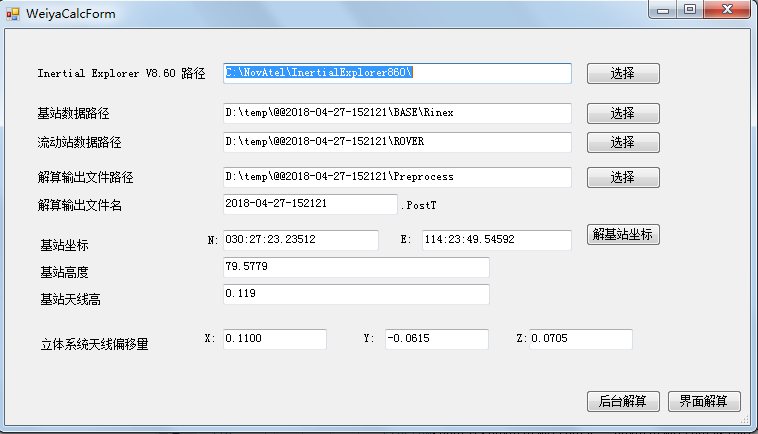 WeiyaCalcForm
Inertial Explorer V8.60 路径 C:\NovAtel\InertialExplorer860\ 选择
基站数据路径 D:\temp\@@2018-04-27-152121\BASE\Rinex 选择
流动站数据路径 D:\temp\@@2018-04-27-152121\ROVER 选择
解算输出文件路径 D:\temp\@@2018-04-27-152121\Preprocess 选择
解算输出文件名 2018-04-27-152121 .PostT
基站坐标 N: 030:27:23.23512 E: 114:23:49.54592 解基站坐标
基站高度 79.5779
基站天线高 0.119
立体系统天线偏移量 X: 0.1100 Y: -0.0615 Z: 0.0705
后台解算 界面解算